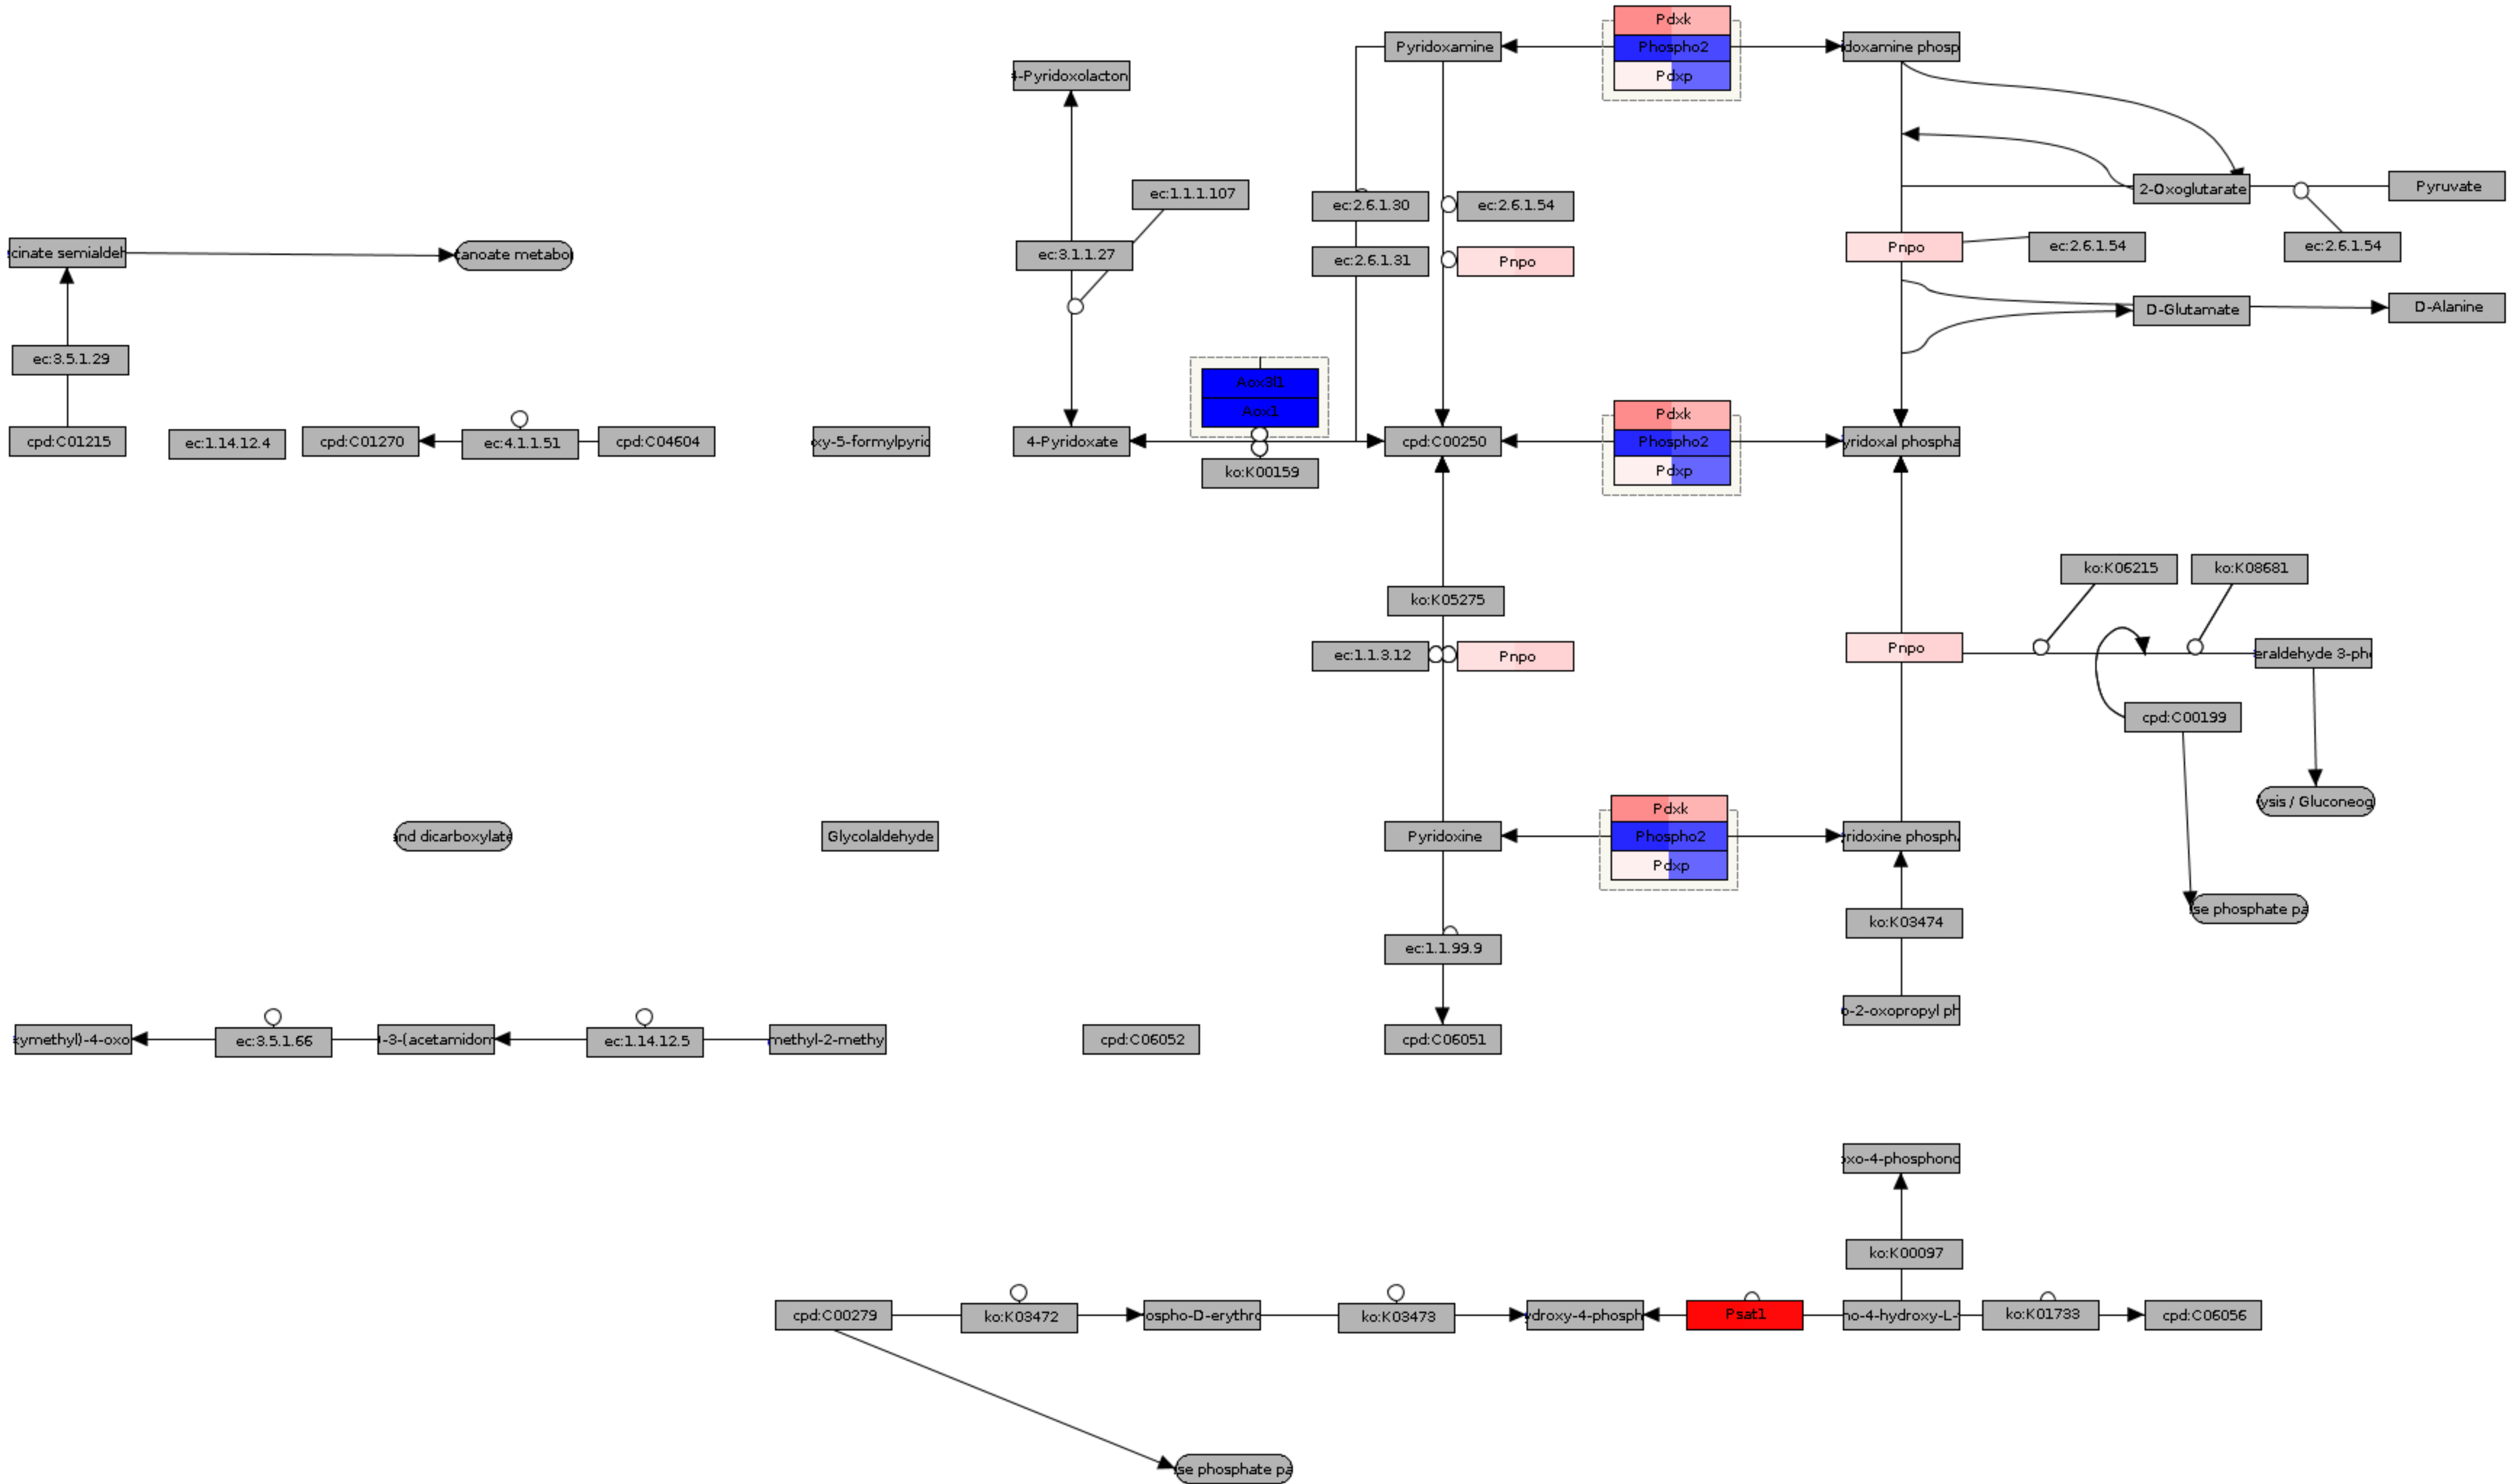 Pdxk
Pyridoxamine
Phospho2
doxamine phosp
Pdxp
4-Pyridoxolacton
ec:1.1.1.107
ec:2.6.1.30
ec:2.6.1.54
2-Oxoglutarate
Pyruvate
cinate semialdeh
anoate metabo
ec:3.1.1.27
ec:2.6.1.31
Pnpo
Pnpo
ec:2.6.1.54
ec:2.6.1.54
D-Glutamate
D-Alanine
ec:3.5.1.29
Aox3l1
Aox1
Pdxk
cpd:C01215
ec:1.14.12.4
cpd:C01270
ec:4.1.1.51
cpd:C04604
oxy-5-formylpyrid
4-Pyridoxate
cpd:C00250
Phospho2
yridoxal phospha
ko:K00159
Pdxp
ko:K06215
ko:K08681
ko:K05275
ec:1.1.3.12
Pnpo
Pnpo
eraldehyde 3-pho
cpd:C00199
Pdxk
ysis / Gluconeog
nd dicarboxylate
Glycolaldehyde
Pyridoxine
Phospho2
ridoxine phospha
Pdxp
ko:K03474
se phosphate pa
ec:1.1.99.9
o-2-oxopropyl ph
xymethyl)-4-oxo
ec:3.5.1.66
-3-(acetamidom
ec:1.14.12.5
methyl-2-methy
cpd:C06052
cpd:C06051
oxo-4-phosphono
ko:K00097
cpd:C00279
ko:K03472
ospho-D-erythro
ko:K03473
ydroxy-4-phosph
Psat1
no-4-hydroxy-L-
ko:K01733
cpd:C06056
se phosphate pa